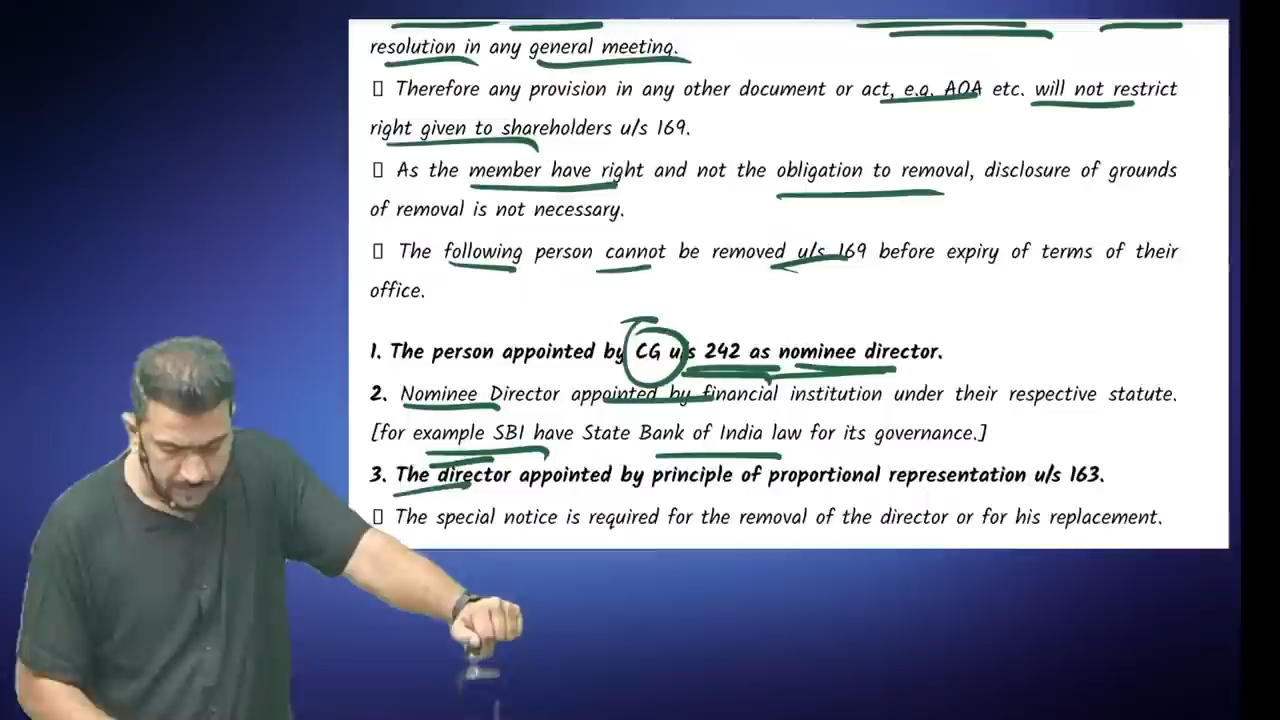 resolution in any general meeting.
Therefore any provision in any other document or act, e.g. AOA etc. will not restrict
right given to shareholders u/s 169.
As the member have right and not the obligation to removal, disclosure of grounds
of removal is not necessary.
The following person cannot be removed u/s 169 before expiry of terms of their
office.
1. The person appointed by CG u/s 242 as nominee director.
2. Nominee Director appointed by financial institution under their respective statute.
[for example SBI have State Bank of India law for its governance.]
3. The director appointed by principle of proportional representation u/s 163.
The special notice is required for the removal of the director or for his replacement.